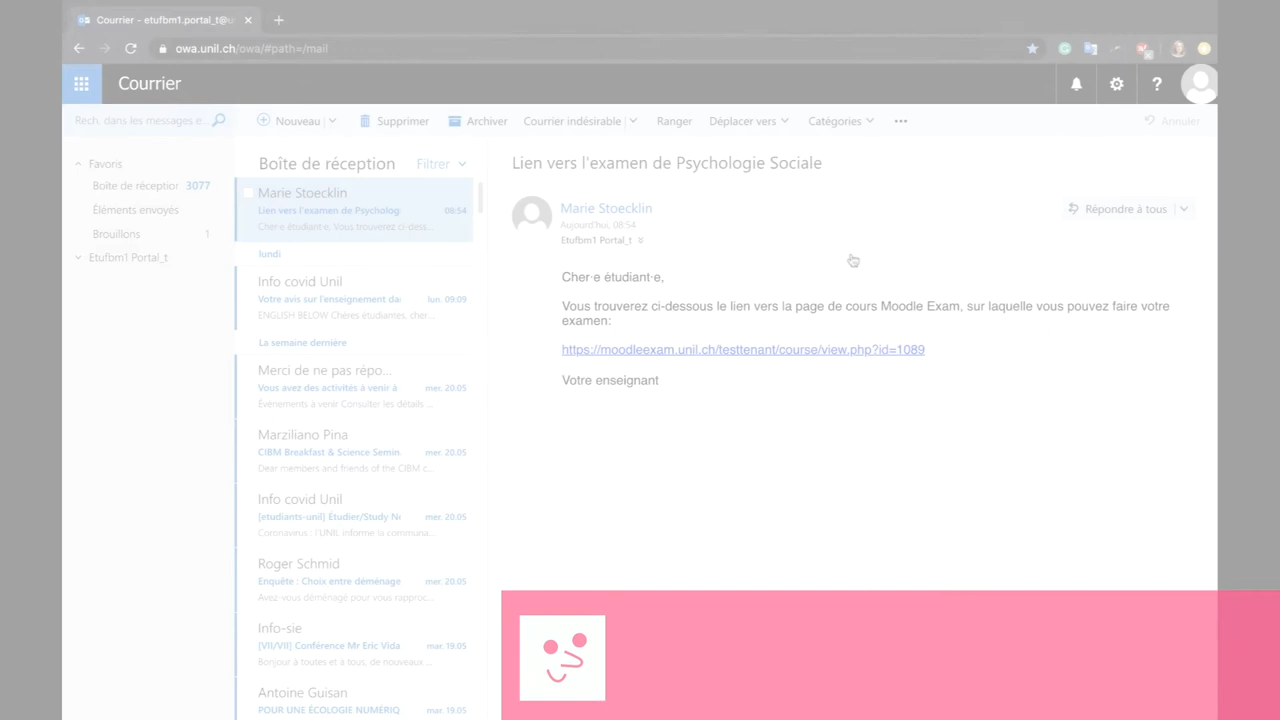 Courrier - etufbm1.portal_t@u
owa.unil.ch/owa/#path=/mail
Courrier
Rech. dans les messages e...
Nouveau
Supprimer
Archiver
Courrier indésirable
Ranger
Déplacer vers
Catégories
Annuler
Favoris
Boîte de réception 3077
Éléments envoyés
Brouillons 1
Etufbm1 Portal_t
Boîte de réception
Filtrer
Marie Stoecklin
Lien vers l'examen de Psycholog. 08:54
Cher·e étudiant·e, Vous trouverez ci-dess...
lundi
Info covid Unil
Votre avis sur l'enseignement da lun. 09:09
ENGLISH BELOW Chères étudiantes, cher...
La semaine dernière
Merci de ne pas répo...
Vous avez des activités à venir à mer. 20.05
Événements à venir Consulter les détails ...
Marziliano Pina
CIBM Breakfast & Science Semin. mer. 20.05
Dear members and friends of the CIBM c...
Info covid Unil
[etudiants-unil] Etudier/Study Ne mer. 20.05
Coronavirus : l'UNIL informe la communa...
Roger Schmid
Enquête : Choix entre déménage mer. 20.05
Avez-vous déménagé pour vous rapproc...
Info-sie
[VII/VII] Conférence Mr Eric Vida mar. 19.05
Bonjour à toutes et à tous, de nouveaux ...
Antoine Guisan
POUR UNE ÉCOLOGIE NUMÉRIQ mar. 19.05
Lien vers l'examen de Psychologie Sociale
Marie Stoecklin
Aujourd'hui, 08:54
Etufbm1 Portal_t
Répondre à tous
Cher·e étudiant·e,
Vous trouverez ci-dessous le lien vers la page de cours Moodle Exam, sur laquelle vous pouvez faire votre
examen:
https://moodleexam.unil.ch/testtenant/course/view.php?id=1089
Votre enseignant